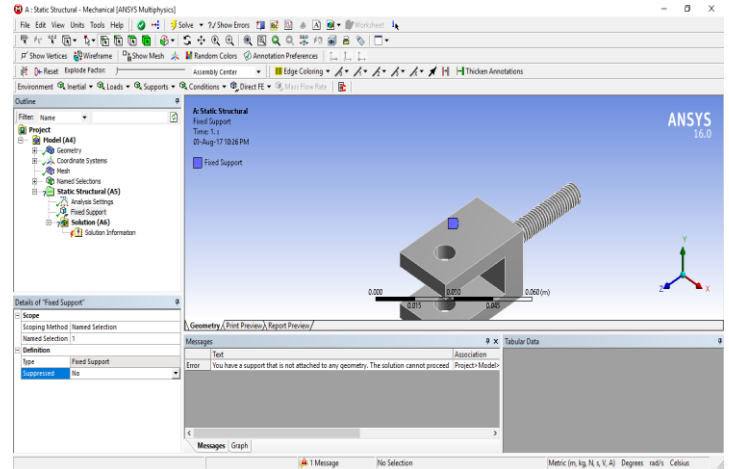 A : Static Structural - Mechanical [ANSYS Multiphysics]
File Edit View Units Tools Help Solve ?/ Show Errors Worksheet
Show Vertices Wireframe Show Mesh Random Colors Annotation Preferences
Reset Explode Factor: Assembly Center Edge Coloring Thicken Annotations
Environment Inertial Loads Supports Conditions Direct FE Mass Flow Rate
Outline
Filter: Name
Project
Model (A4)
Geometry
Coordinate Systems
Mesh
Named Selections
Static Structural (A5)
Analysis Settings
Fixed Support
Solution (A6)
Solution Information
A: Static Structural
Fixed Support
Time: 1. s
Aug-17 10:26 PM
Fixed Support
ANSYS
16.0
0.000 0.030 0.060 (m)
0.015 0.045
Y
Z X
Details of "Fixed Support"
Scope
Scoping Method Named Selection
Named Selection 1
Definition
Type Fixed Support
Suppressed No
Geometry Print Preview Report Preview
Messages
Text Association
Error You have a support that is not attached to any geometry. The solution cannot proceed Project>Model>
Messages Graph
Tabular Data
1 Message No Selection Metric (m, kg, N, s, V, A) Degrees rad/s Celsius